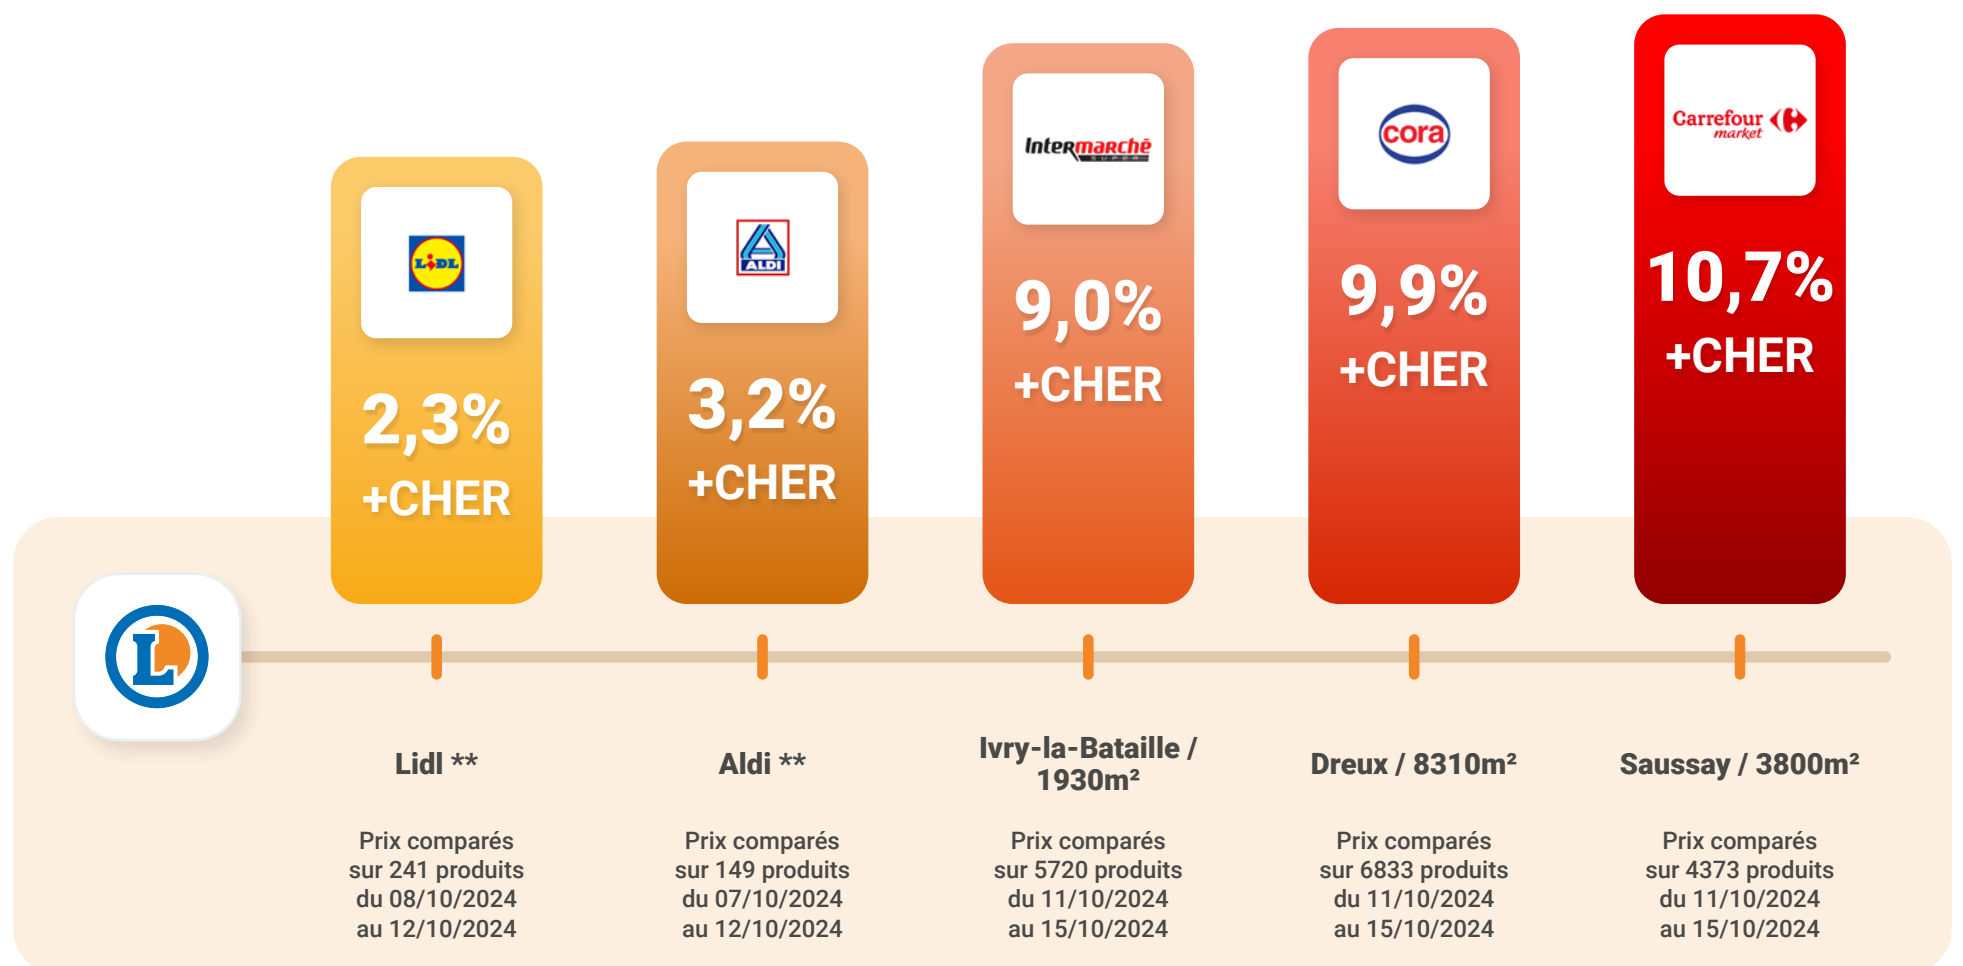 LIDL
2,3%
+CHER
ALDI
3,2%
+CHER
Intermarchē
SUPER
9,0%
+CHER
cora
9,9%
+CHER
Carrefour
market
10,7%
+CHER
L
Lidl **
Prix comparés
sur 241 produits
du 08/10/2024
au 12/10/2024
Aldi **
Prix comparés
sur 149 produits
du 07/10/2024
au 12/10/2024
Ivry-la-Bataille /
1930m²
Prix comparés
sur 5720 produits
du 11/10/2024
au 15/10/2024
Dreux / 8310m²
Prix comparés
sur 6833 produits
du 11/10/2024
au 15/10/2024
Saussay / 3800m²
Prix comparés
sur 4373 produits
du 11/10/2024
au 15/10/2024